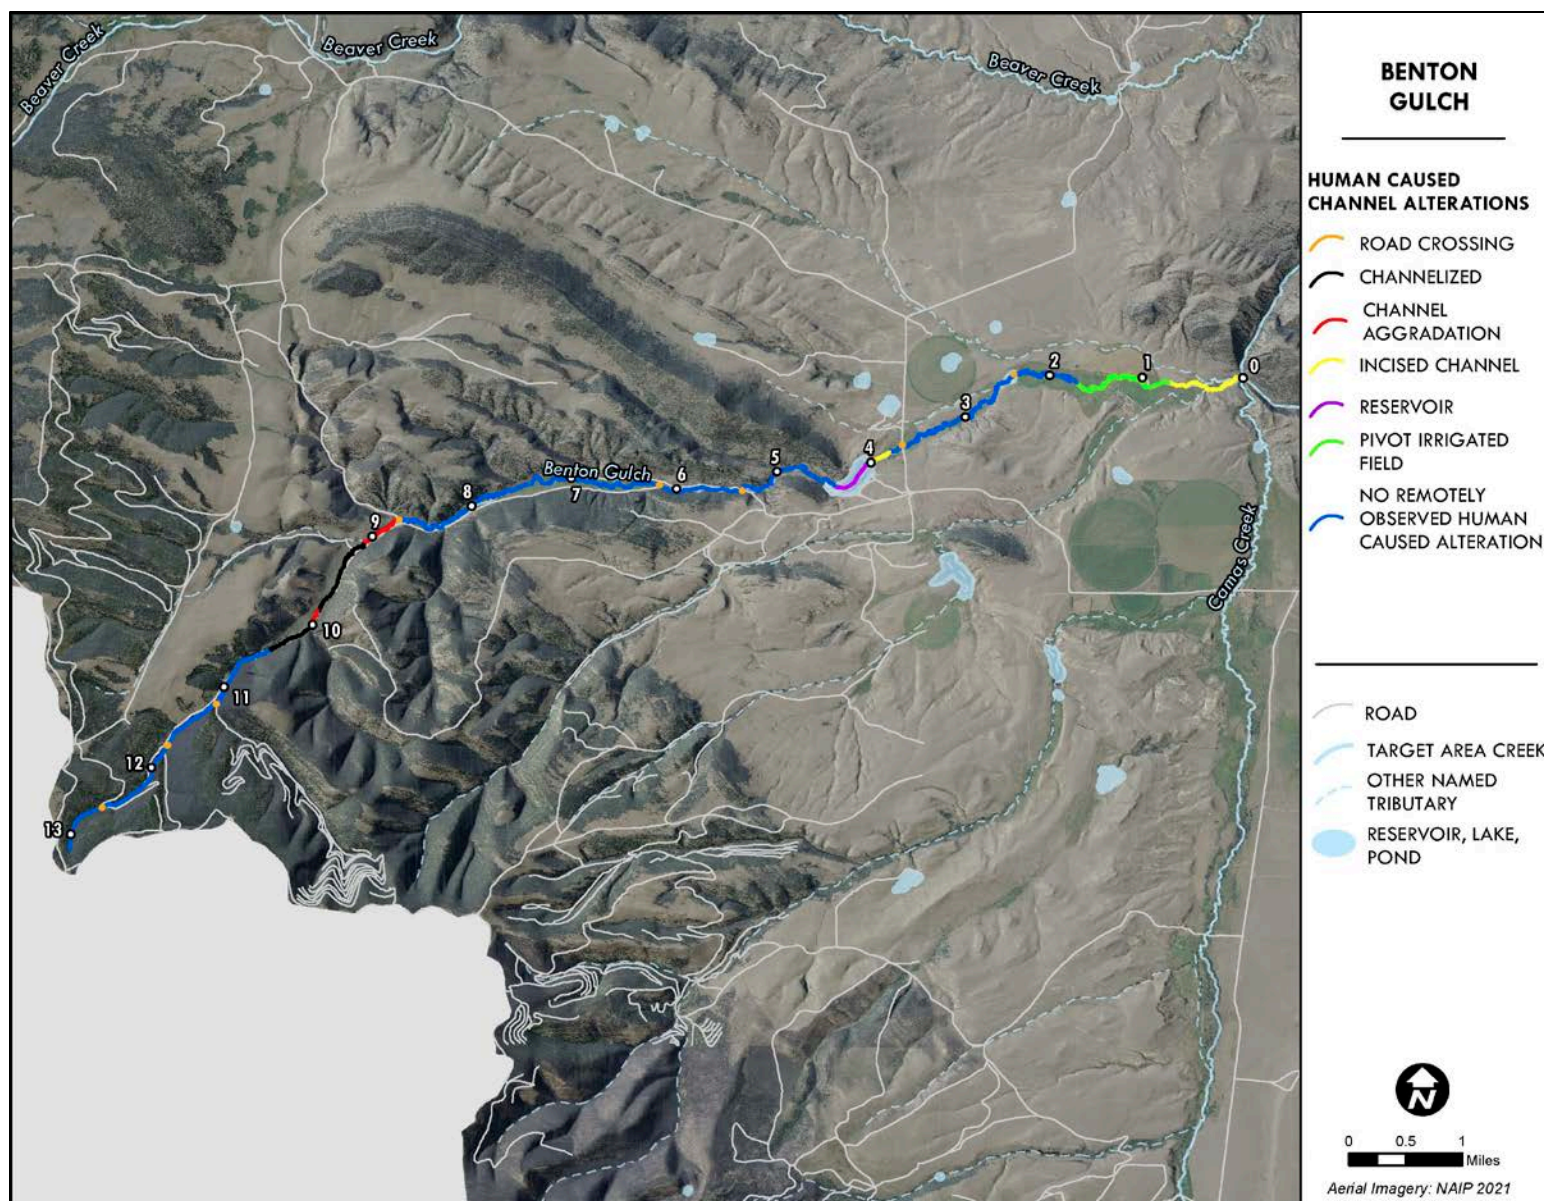 Beaver Creek
Beaver Creek
Beaver Creek
0
1
2
3
4
5
6
Benton Gulch
7
8
9
10
11
12
13
Camas Creek
BENTON
GULCH
HUMAN CAUSED
CHANNEL ALTERATIONS
ROAD CROSSING
CHANNELIZED
CHANNEL
AGGRADATION
INCISED CHANNEL
RESERVOIR
PIVOT IRRIGATED
FIELD
NO REMOTELY
OBSERVED HUMAN
CAUSED ALTERATION
ROAD
TARGET AREA CREEK
OTHER NAMED
TRIBUTARY
RESERVOIR, LAKE,
POND
N
0 0.5 1
Miles
Aerial Imagery: NAIP 2021